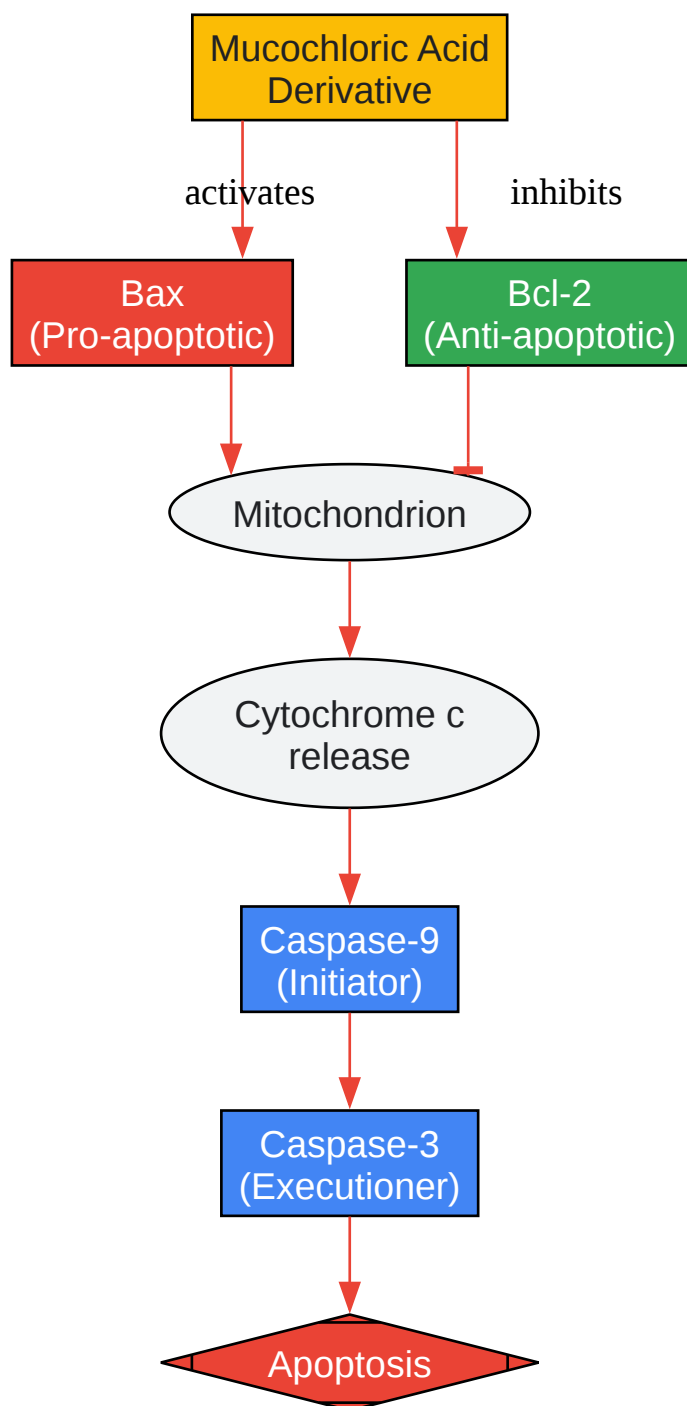 Mucochloric Acid
Derivative
activates
inhibits
Bax
(Pro-apoptotic)
Bcl-2
(Anti-apoptotic)
Mitochondrion
Cytochrome c
release
Caspase-9
(Initiator)
Caspase-3
(Executioner)
Apoptosis